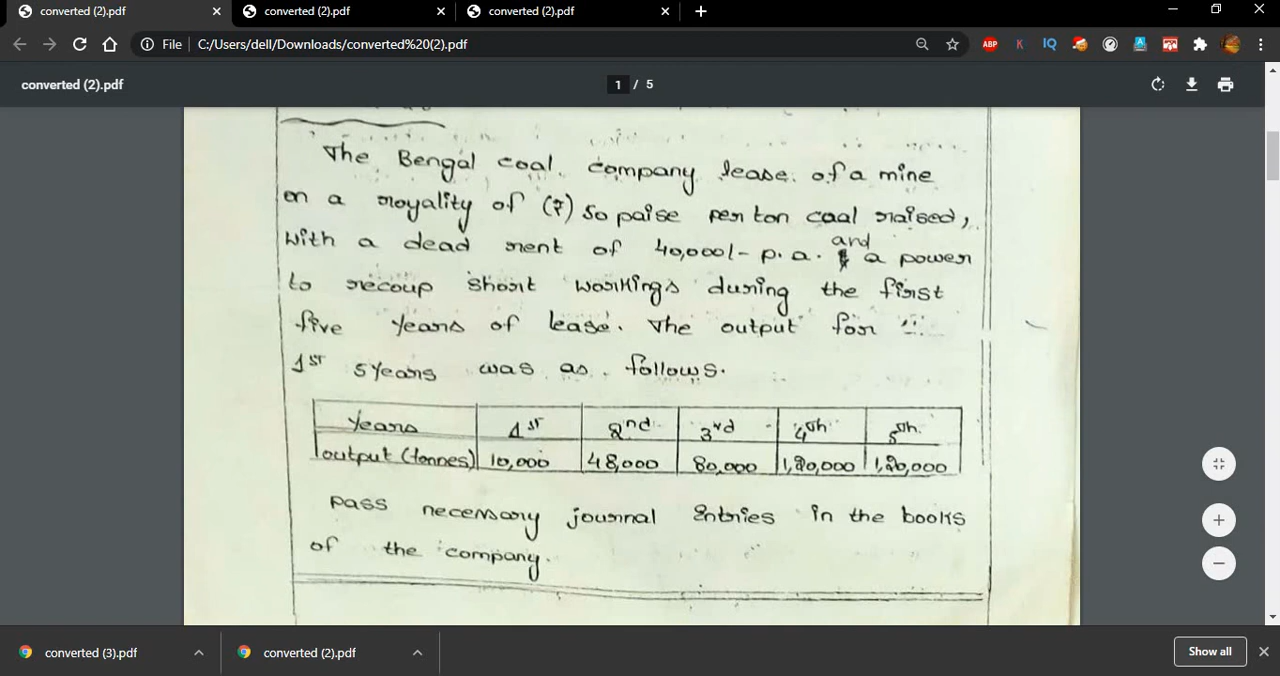 converted (2).pdf
converted (2).pdf
converted (2).pdf
File C:/Users/dell/Downloads/converted%20(2).pdf
ABP K IQ
converted (2).pdf
1 / 5
The Bengal coal company lease of a mine
on a royality of (₹) 50 paise per ton coal raised,
with a dead rent of 40,000/- p.a. and a power
to recoup short workings during the first
five years of lease. The output for
1st 5 years was as follows.
Years 1st 2nd 3rd 4th 5th
output (tonnes) 10,000 48,000 80,000 1,20,000 1,20,000
pass necessary journal Entries in the books
of the company.
converted (3).pdf
converted (2).pdf
Show all